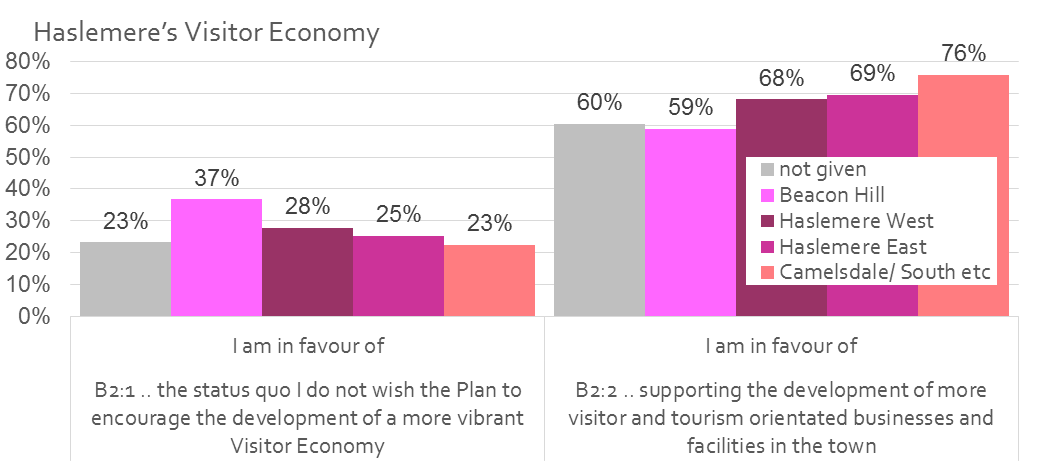 Haslemere’s Visitor Economy
80%
70%
60%
50%
40%
30%
20%
10%
0%
23%
37%
28%
25%
23%
60%
59%
68%
69%
76%
not given
Beacon Hill
Haslemere West
Haslemere East
Camelsdale/ South etc
I am in favour of
B2:1 .. the status quo I do not wish the Plan to
encourage the development of a more vibrant
Visitor Economy
I am in favour of
B2:2 .. supporting the development of more
visitor and tourism orientated businesses and
facilities in the town